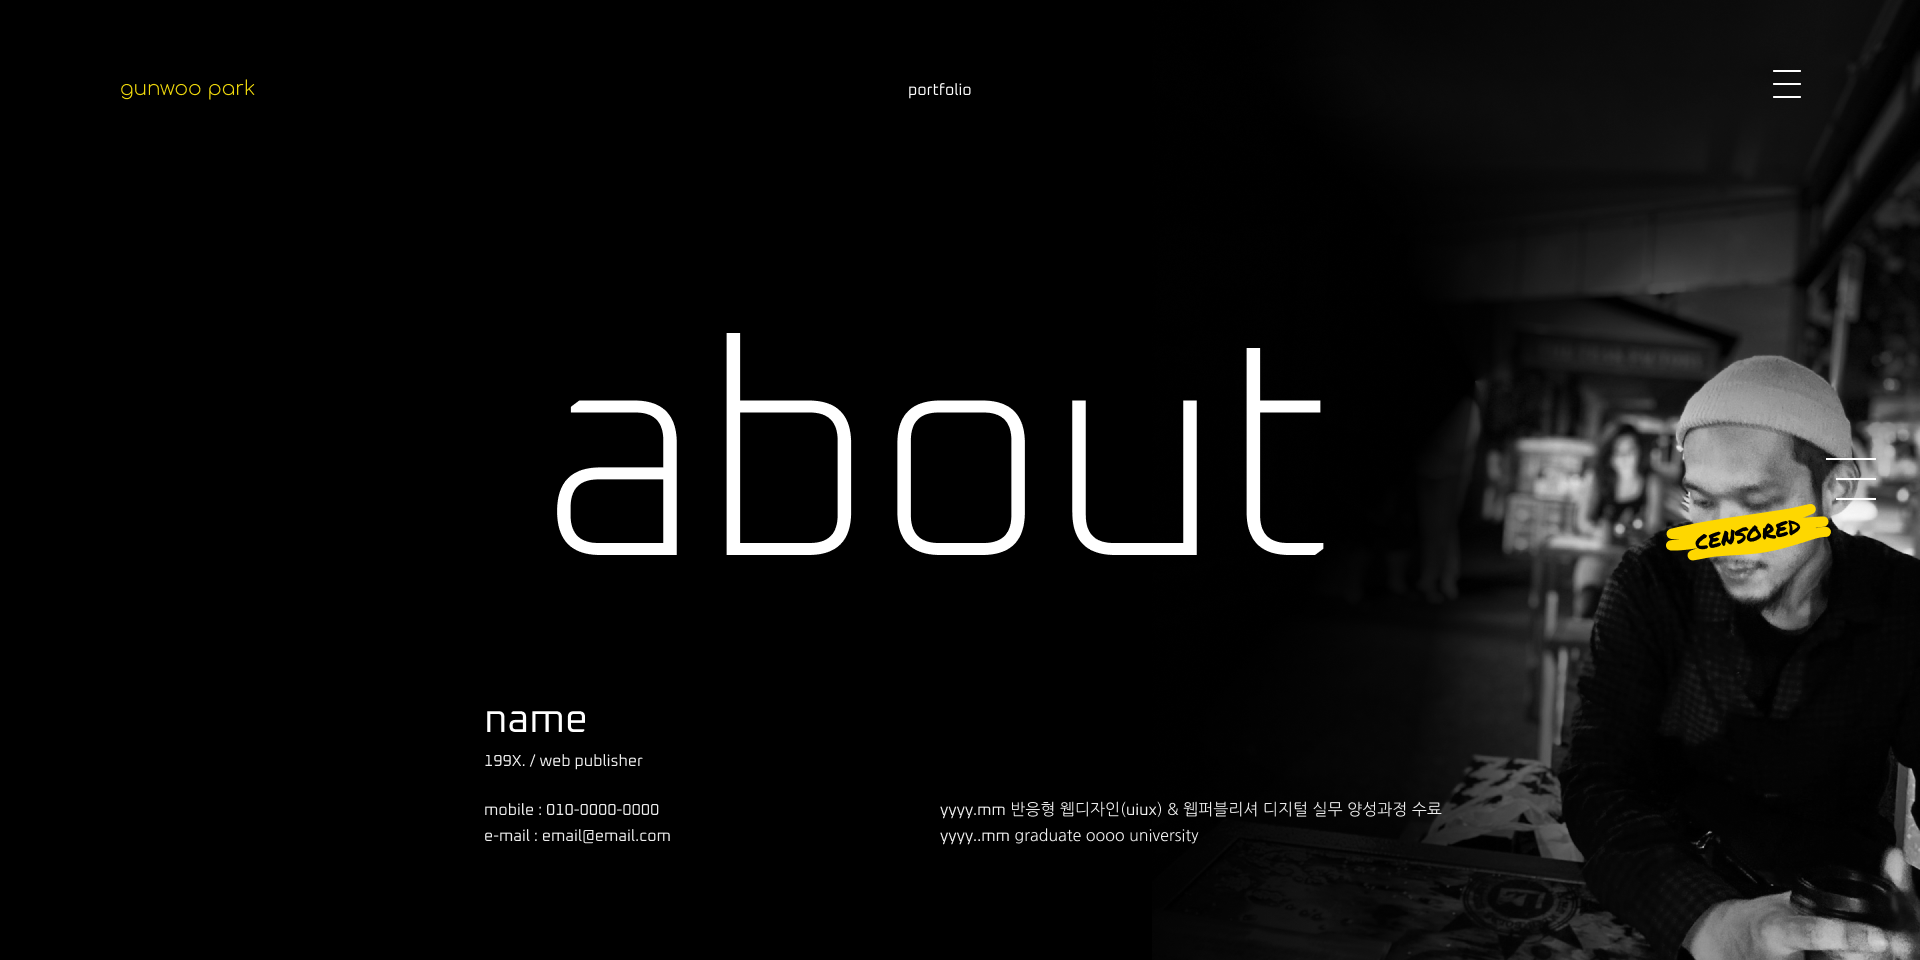 gunwoo park
portfolio
about
CENSORED
name
199X. / web publisher
mobile : 010-0000-0000
e-mail : email@email.com
yyyy.mm 반응형 웹디자인(uiux) & 웹퍼블리셔 디지털 실무 양성과정 수료
yyyy..mm graduate oooo university